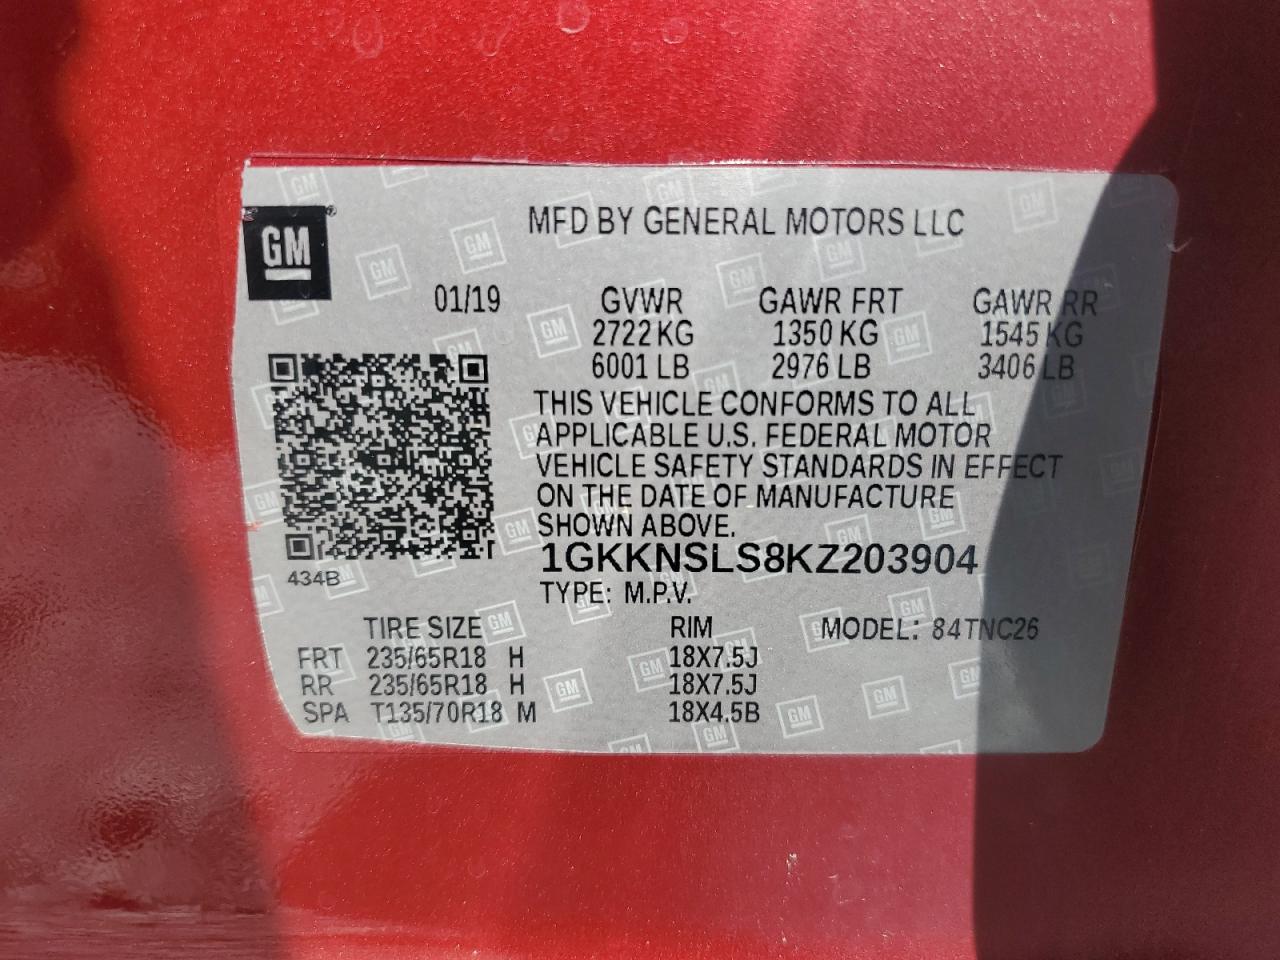 GM
MFD BY GENERAL MOTORS LLC
01/19 GVWR GAWR FRT GAWR RR
2722 KG 1350 KG 1545 KG
6001 LB 2976 LB 3406 LB
THIS VEHICLE CONFORMS TO ALL
APPLICABLE U.S. FEDERAL MOTOR
VEHICLE SAFETY STANDARDS IN EFFECT
ON THE DATE OF MANUFACTURE
SHOWN ABOVE.
1GKKNSLS8KZ203904
434B
TYPE: M.P.V.
TIRE SIZE RIM MODEL: 84TNC26
FRT 235/65R18 H 18X7.5J
RR 235/65R18 H 18X7.5J
SPA T135/70R18 M 18X4.5B